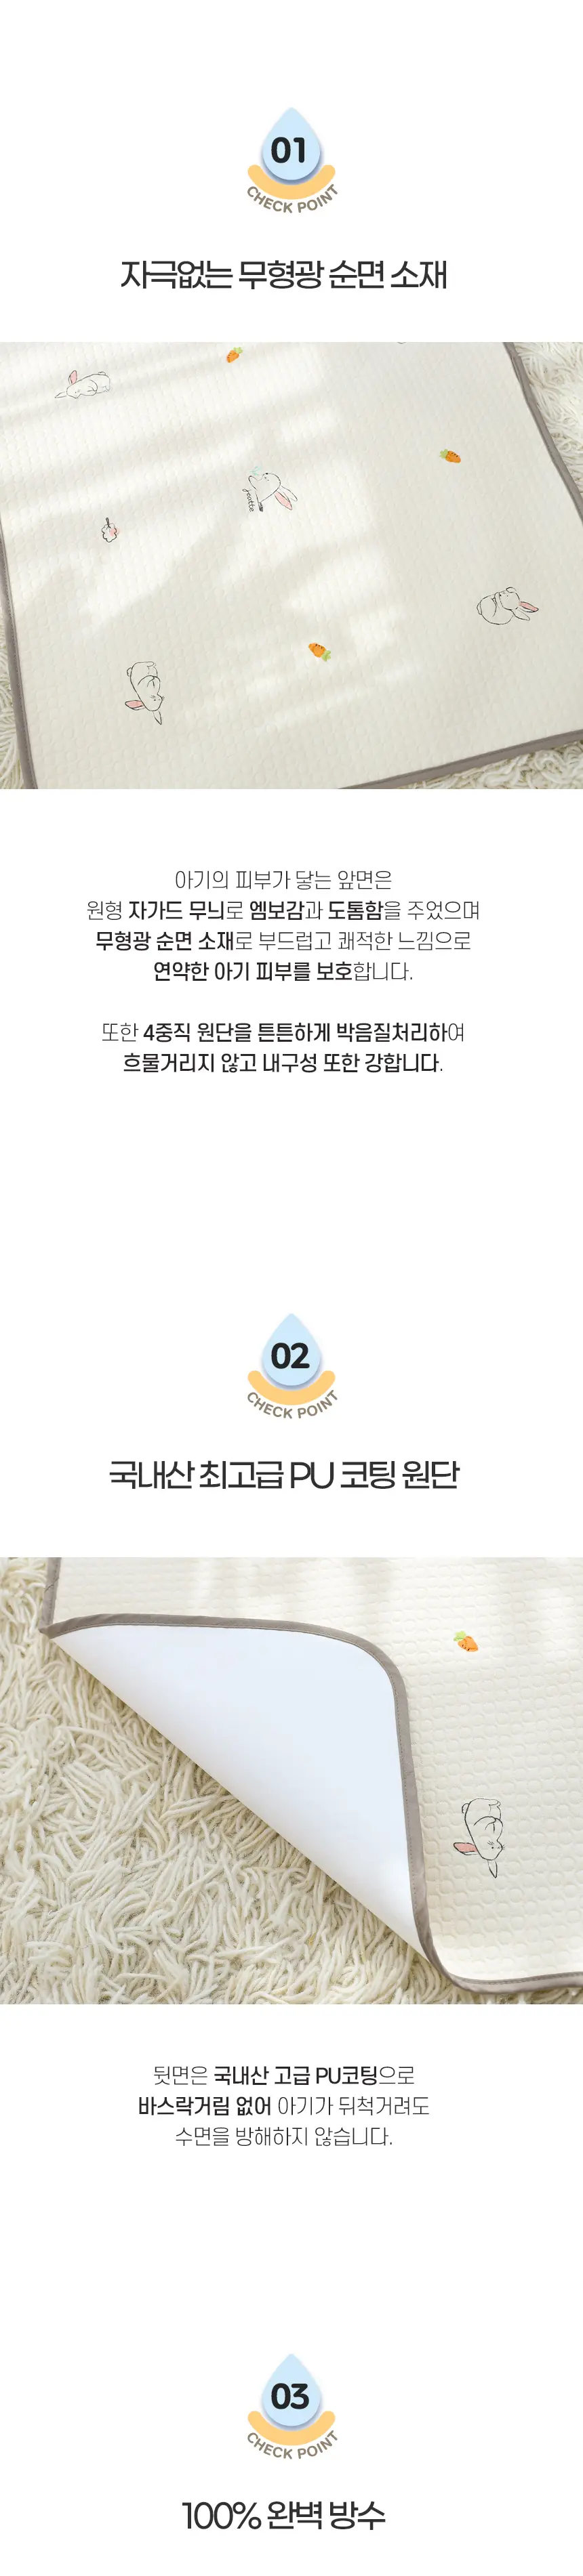 01
CHECK POINT
자극없는 무형광 순면 소재
아기의 피부가 닿는 앞면은
원형 자가드 무늬로 엠보감과 도톰함을 주었으며
무형광 순면 소재로 부드럽고 쾌적한 느낌으로
연약한 아기 피부를 보호합니다.
또한 4중직 원단을 튼튼하게 박음질처리하여
흐물거리지 않고 내구성 또한 강합니다.
02
CHECK POINT
국내산 최고급 PU 코팅 원단
뒷면은 국내산 고급 PU코팅으로
바스락거림 없어 아기가 뒤척거려도
수면을 방해하지 않습니다.
03
CHECK POINT
100% 완벽 방수